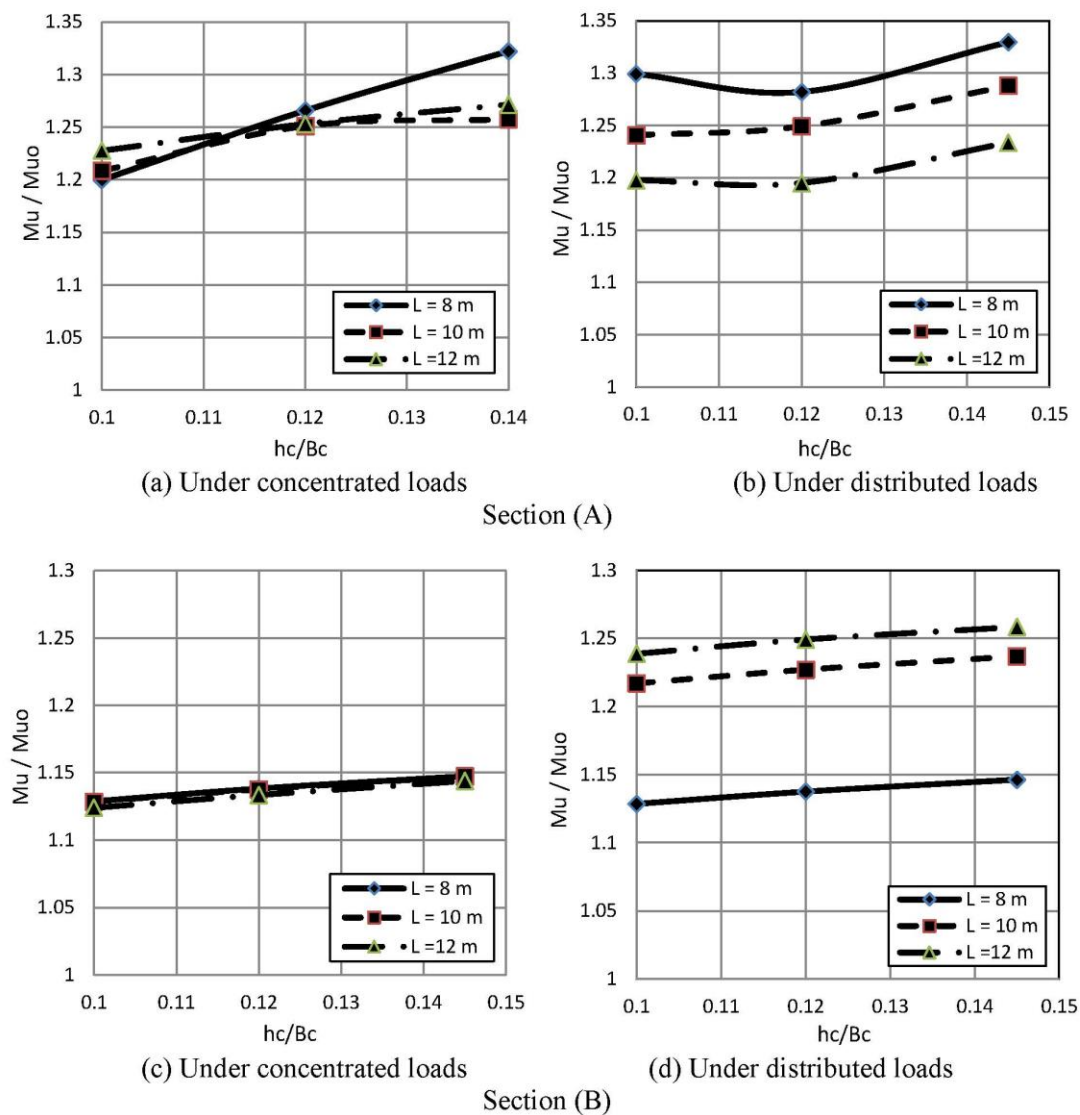 1.35
1.3
1.25
1.2
1.15
1.1
1.05
1
Mu / Muo
0.1 0.11 0.12 0.13 0.14
hc/Bc
L = 8 m
L = 10 m
L =12 m
(a) Under concentrated loads
1.35
1.3
1.25
1.2
1.15
1.1
1.05
1
Mu / Muo
0.1 0.11 0.12 0.13 0.14 0.15
hc/Bc
L = 8 m
L = 10 m
L =12 m
(b) Under distributed loads
Section (A)
1.3
1.25
1.2
1.15
1.1
1.05
1
Mu / Muo
0.1 0.11 0.12 0.13 0.14 0.15
hc/Bc
L = 8 m
L = 10 m
L =12 m
(c) Under concentrated loads
1.3
1.25
1.2
1.15
1.1
1.05
1
Mu / Muo
0.1 0.11 0.12 0.13 0.14 0.15
hc/Bc
L = 8 m
L = 10 m
L =12 m
(d) Under distributed loads
Section (B)